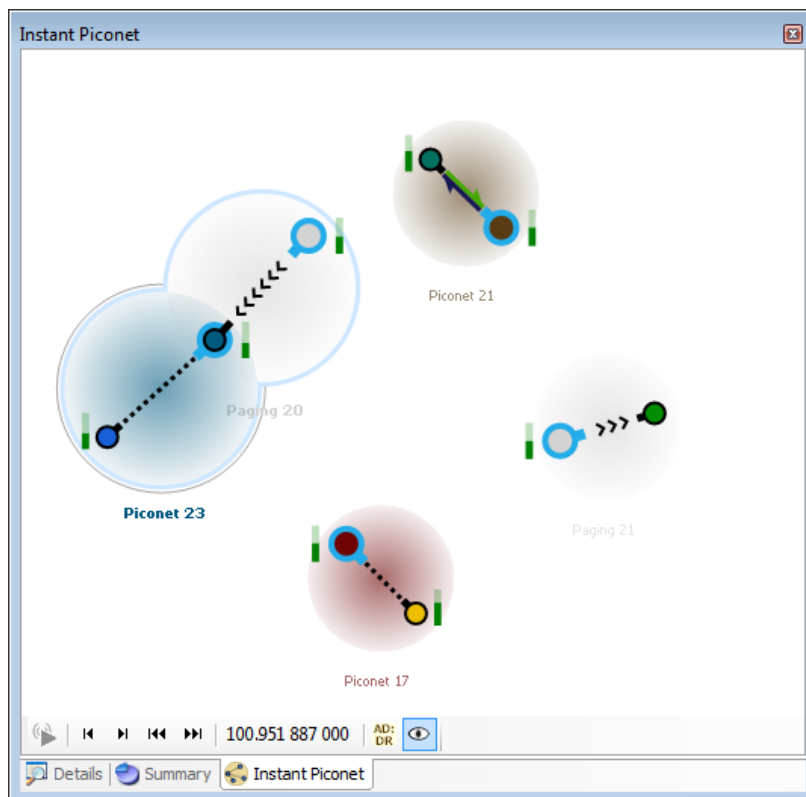 Instant Piconet
Piconet 21
Paging 20
Piconet 23
Paging 21
Piconet 17
100.951 887 000
AD:
DR
Details
Summary
Instant Piconet